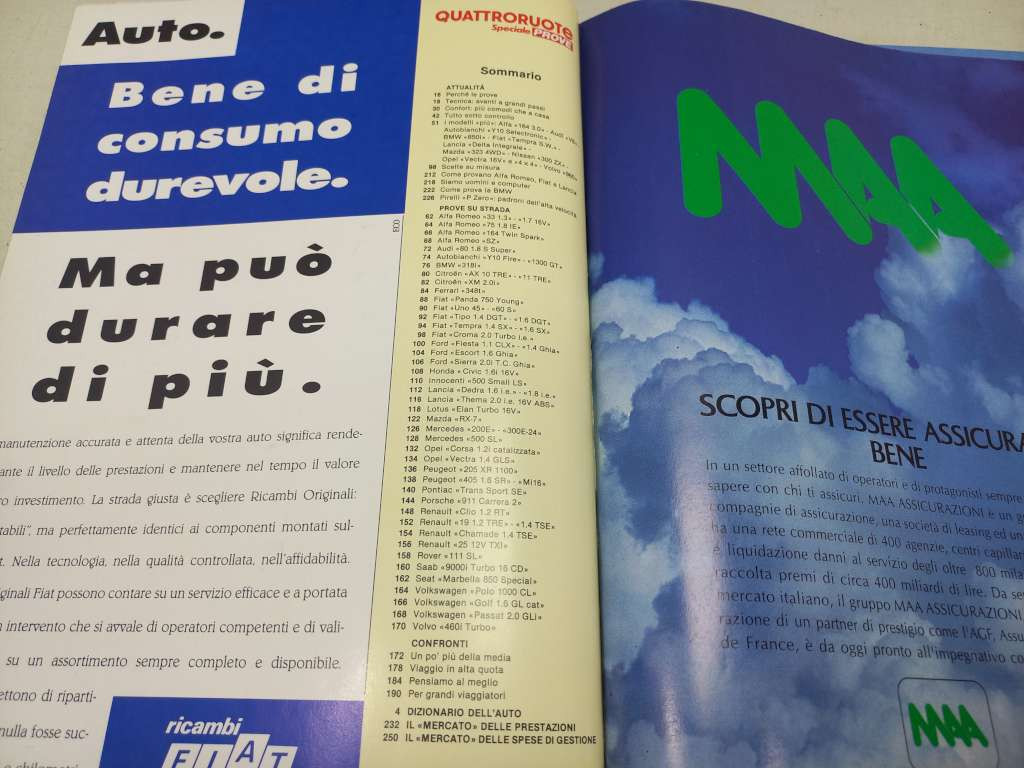 Auto.
Bene di
consumo
durevole.
Ma può
durare
di più.
manutenzione accurata e attenta della vostra auto significa rende-
ante il livello delle prestazioni e mantenere nel tempo il valore
investimento. La strada giusta è scegliere Ricambi Originali:
tabili", ma perfettamente identici ai componenti montati sul-
t. Nella tecnologia, nella qualità controllata, nell'affidabilità.
ginali Fiat possono contare su un servizio efficace e a portata
n intervento che si avvale di operatori competenti e di vali-
su un assortimento sempre completo e disponibile.
ettono di riparti-
nulla fosse suc-
ricambi
FIAT
QUATTRORUOTE
Speciale PROVE
Sommario
ATTUALITÀ
16 Perché le prove
18 Tecnica: avanti a grandi passi
30 Confort: più comodi che a casa
42 Tutto sotto controllo
51 I modelli «più»: Alfa «164 3.0» - Audi «V8»
Autobianchi «Y10 Selectronic» -
BMW «850i» - Fiat «Tempra S.W.» -
Lancia «Delta Integrale» -
Mazda «323 4WD» - Nissan «300 ZX» -
Opel «Vectra 16V» e «4 x 4» - Volvo «960»
98 Scelte su misura
212 Come provano Alfa Romeo, Fiat e Lancia
218 Siamo uomini e computer
222 Come prova la BMW
226 Pirelli «P Zero»: padroni dell'alta velocità
PROVE SU STRADA
62 Alfa Romeo «33 1.3» - «1.7 16V»
64 Alfa Romeo «75 1.8 IE»
66 Alfa Romeo «164 Twin Spark»
68 Alfa Romeo «SZ»
72 Audi «80 1.8 S Super»
74 Autobianchi «Y10 Fire» - «1300 GT»
76 BMW «318i»
80 Citroën «AX 10 TRE» - «11 TRE»
82 Citroën «XM 2.0i»
84 Ferrari «348t»
88 Fiat «Panda 750 Young»
90 Fiat «Uno 45» - «60 S»
92 Fiat «Tipo 1.4 DGT» - «1.6 DGT»
94 Fiat «Tempra 1.4 SX» - «1.6 SX»
98 Fiat «Croma 2.0 Turbo i.e.»
100 Ford «Fiesta 1.1 CLX» - «1.4 Ghia»
104 Ford «Escort 1.6 Ghia»
106 Ford «Sierra 2.0i T.C. Ghia»
108 Honda «Civic 1.6i 16V»
110 Innocenti «500 Small LS»
112 Lancia «Dedra 1.6 i.e.» - «1.8 i.e.»
116 Lancia «Thema 2.0 i.e. 16V ABS»
118 Lotus «Elan Turbo 16V»
122 Mazda «RX-7»
126 Mercedes «200E» - «300E-24»
128 Mercedes «500 SL»
132 Opel «Corsa 1.2i catalizzata»
134 Opel «Vectra 1.4 GLS»
136 Peugeot «205 XR 1100»
138 Peugeot «405 1.6 SR» - «Mi16»
140 Pontiac «Trans Sport SE»
144 Porsche «911 Carrera 2»
148 Renault «Clio 1.2 RT»
152 Renault «19 1.2 TRE» - «1.4 TSE»
154 Renault «Chamade 1.4 TSE»
156 Renault «25 12V TXI»
158 Rover «111 SL»
160 Saab «9000i Turbo 16 CD»
162 Seat «Marbella 850 Special»
164 Volkswagen «Polo 1000 CL»
166 Volkswagen «Golf 1.6 GL cat»
168 Volkswagen «Passat 2.0 GLI»
170 Volvo «460i Turbo»
CONFRONTI
172 Un po' più della media
178 Viaggio in alta quota
184 Pensiamo al meglio
190 Per grandi viaggiatori
4 DIZIONARIO DELL'AUTO
232 IL «MERCATO» DELLE PRESTAZIONI
250 IL «MERCATO» DELLE SPESE DI GESTIONE
MAA
SCOPRI DI ESSERE ASSICURA
BENE
In un settore affollato di operatori e di protagonisti sempre
sapere con chi ti assicuri. MAA ASSICURAZIONI è un g
compagnie di assicurazione, una società di leasing ed un
ha una rete commerciale di 400 agenzie, centri capillar
e liquidazione danni al servizio degli oltre 800 mila
raccolta premi di circa 400 miliardi di lire. Da se
mercato italiano, il gruppo MAA ASSICURAZIONI,
razione di un partner di prestigio come l'AGF, Assu
de France, è da oggi pronto all'impegnativo co
MAA